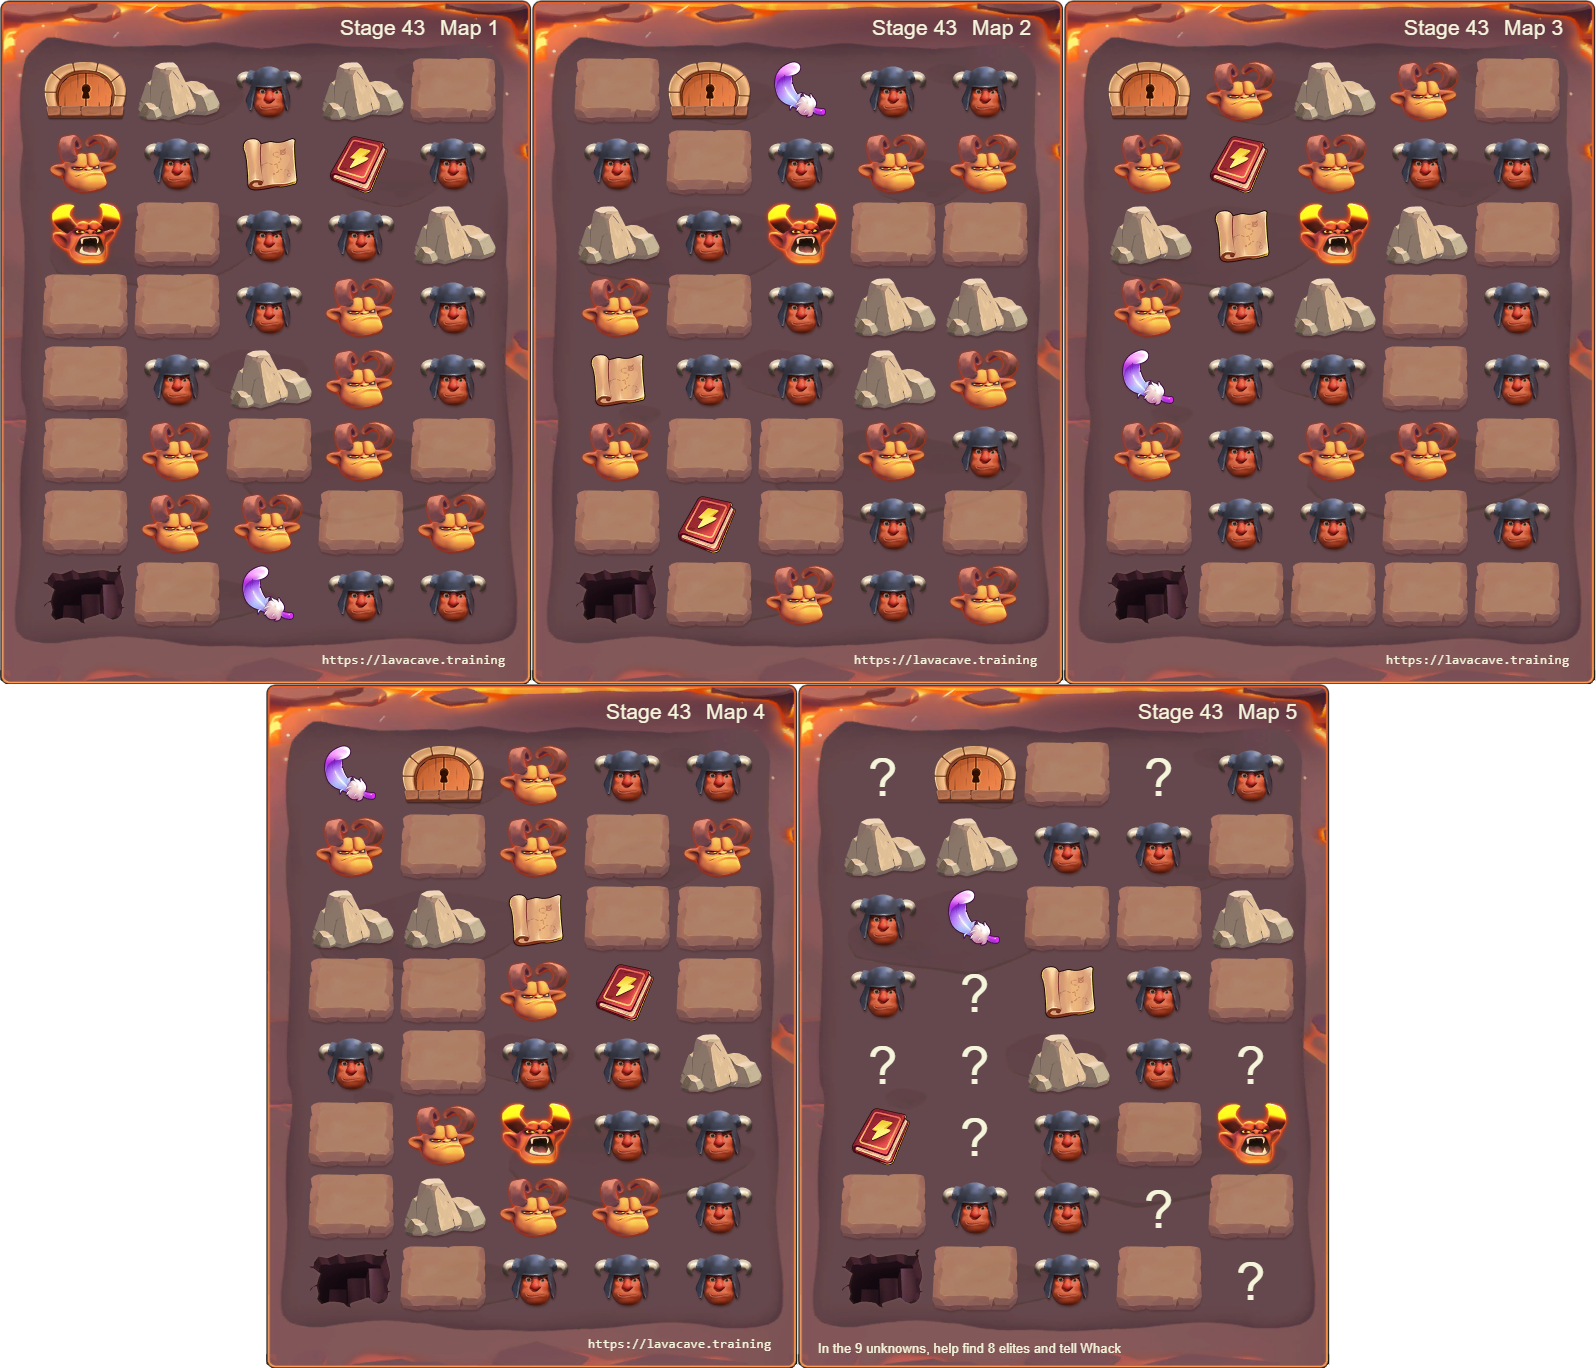 Stage 43 Map 1
Stage 43 Map 2
Stage 43 Map 3
https://lavacave.training
https://lavacave.training
https://lavacave.training
Stage 43 Map 4
Stage 43 Map 5
? ?
?
? ? ?
?
?
?
https://lavacave.training
In the 9 unknowns, help find 8 elites and tell Whack